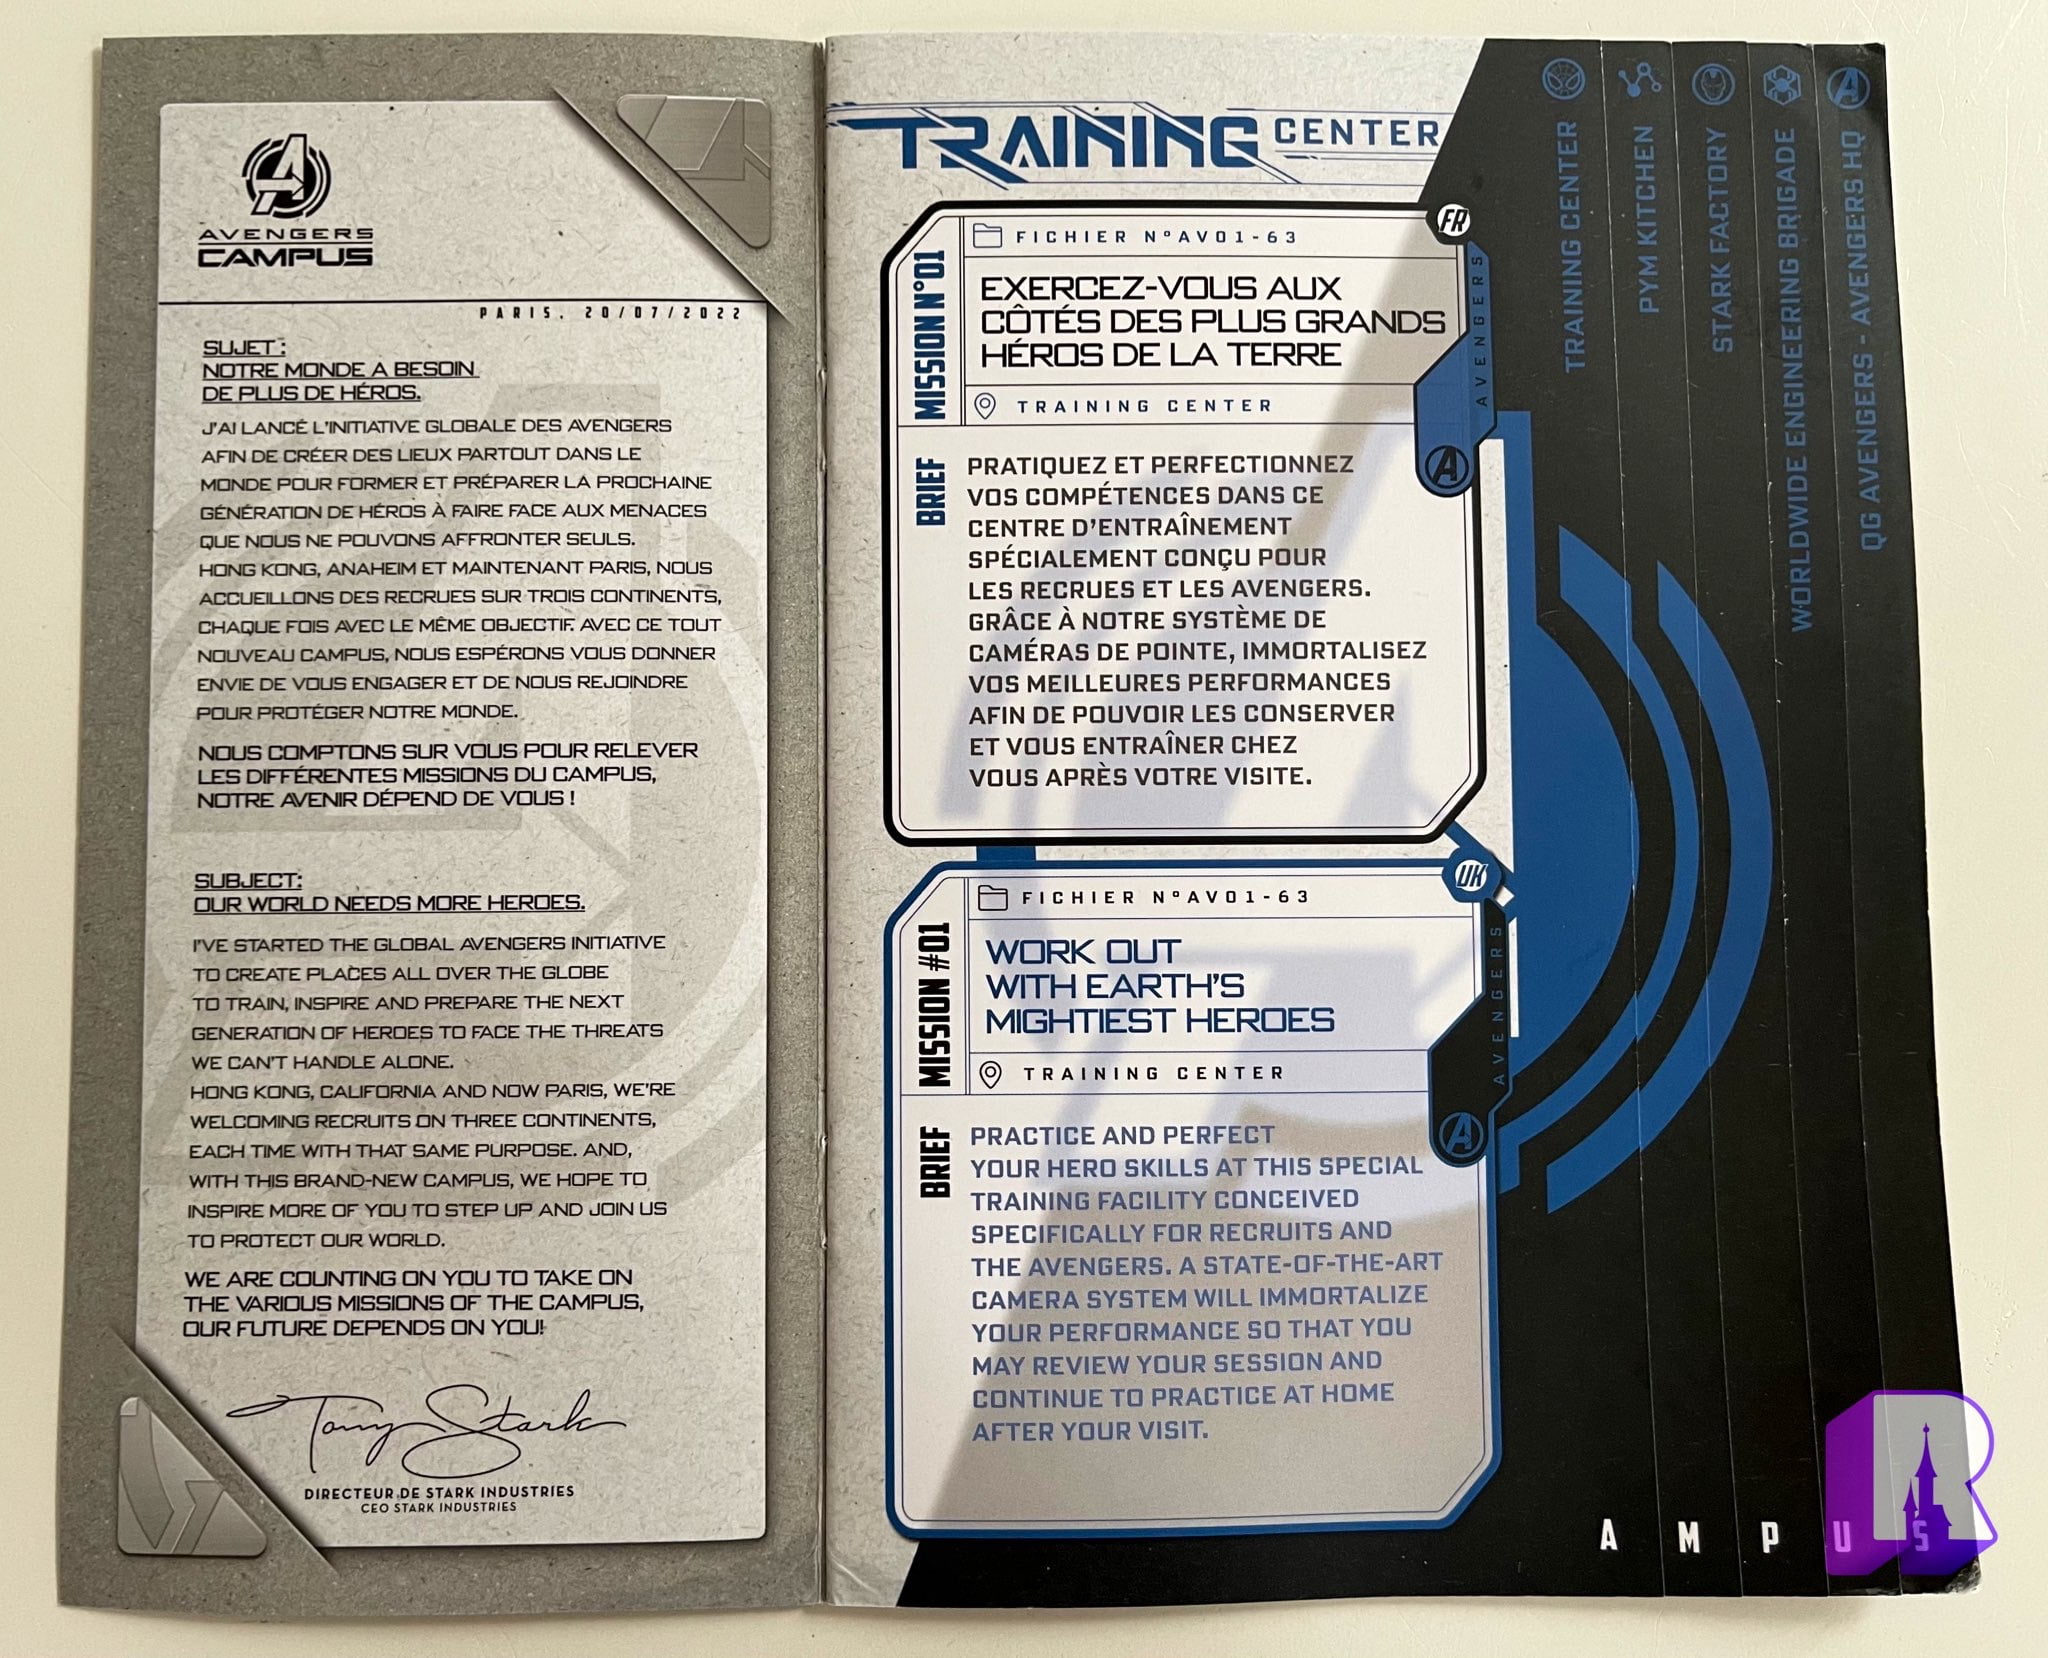 AVENGERS
CAMPUS
PARIS, 20/07/2022
SUJET :
NOTRE MONDE A BESOIN
DE PLUS DE HÉROS.
J'AI LANCÉ L'INITIATIVE GLOBALE DES AVENGERS
AFIN DE CRÉER DES LIEUX PARTOUT DANS LE
MONDE POUR FORMER ET PRÉPARER LA PROCHAINE
GÉNÉRATION DE HÉROS À FAIRE FACE AUX MENACES
QUE NOUS NE POUVONS AFFRONTER SEULS.
HONG KONG, ANAHEIM ET MAINTENANT PARIS, NOUS
ACCUEILLONS DES RECRUES SUR TROIS CONTINENTS,
CHAQUE FOIS AVEC LE MÊME OBJECTIF. AVEC CE TOUT
NOUVEAU CAMPUS, NOUS ESPÉRONS VOUS DONNER
ENVIE DE VOUS ENGAGER ET DE NOUS REJOINDRE
POUR PROTÉGER NOTRE MONDE.
NOUS COMPTONS SUR VOUS POUR RELEVER
LES DIFFÉRENTES MISSIONS DU CAMPUS,
NOTRE AVENIR DÉPEND DE VOUS !
SUBJECT:
OUR WORLD NEEDS MORE HEROES.
I'VE STARTED THE GLOBAL AVENGERS INITIATIVE
TO CREATE PLACES ALL OVER THE GLOBE
TO TRAIN, INSPIRE AND PREPARE THE NEXT
GENERATION OF HEROES TO FACE THE THREATS
WE CAN'T HANDLE ALONE.
HONG KONG, CALIFORNIA AND NOW PARIS, WE'RE
WELCOMING RECRUITS ON THREE CONTINENTS,
EACH TIME WITH THAT SAME PURPOSE. AND,
WITH THIS BRAND-NEW CAMPUS, WE HOPE TO
INSPIRE MORE OF YOU TO STEP UP AND JOIN US
TO PROTECT OUR WORLD.
WE ARE COUNTING ON YOU TO TAKE ON
THE VARIOUS MISSIONS OF THE CAMPUS,
OUR FUTURE DEPENDS ON YOU!
Tony Stark
DIRECTEUR DE STARK INDUSTRIES
CEO STARK INDUSTRIES
TRAINING CENTER
FR
MISSION N°01
FICHIER N°AV01-63
EXERCEZ-VOUS AUX
CÔTÉS DES PLUS GRANDS
HÉROS DE LA TERRE
TRAINING CENTER
AVENGERS
BRIEF
PRATIQUEZ ET PERFECTIONNEZ
VOS COMPÉTENCES DANS CE
CENTRE D'ENTRAÎNEMENT
SPÉCIALEMENT CONÇU POUR
LES RECRUES ET LES AVENGERS.
GRÂCE À NOTRE SYSTÈME DE
CAMÉRAS DE POINTE, IMMORTALISEZ
VOS MEILLEURES PERFORMANCES
AFIN DE POUVOIR LES CONSERVER
ET VOUS ENTRAÎNER CHEZ
VOUS APRÈS VOTRE VISITE.
UK
MISSION #01
FICHIER N°AV01-63
WORK OUT
WITH EARTH'S
MIGHTIEST HEROES
TRAINING CENTER
AVENGERS
BRIEF
PRACTICE AND PERFECT
YOUR HERO SKILLS AT THIS SPECIAL
TRAINING FACILITY CONCEIVED
SPECIFICALLY FOR RECRUITS AND
THE AVENGERS. A STATE-OF-THE-ART
CAMERA SYSTEM WILL IMMORTALIZE
YOUR PERFORMANCE SO THAT YOU
MAY REVIEW YOUR SESSION AND
CONTINUE TO PRACTICE AT HOME
AFTER YOUR VISIT.
TRAINING CENTER
PYM KITCHEN
STARK FACTORY
WORLDWIDE ENGINEERING BRIGADE
QG AVENGERS - AVENGERS HQ
A M P U S
R